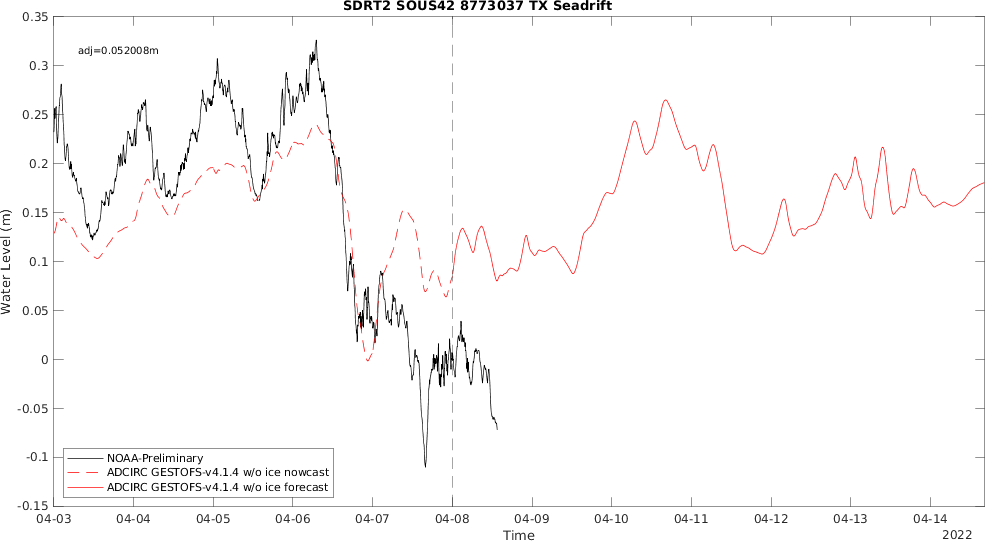 SDRT2 SOUS42 8773037 TX Seadrift
adj=0.052008m
0.35
0.3
0.25
0.2
0.15
0.1
0.05
0
-0.05
-0.1
-0.15
Water Level (m)
NOAA-Preliminary
ADCIRC GESTOFS-v4.1.4 w/o ice nowcast
ADCIRC GESTOFS-v4.1.4 w/o ice forecast
04-03 04-04 04-05 04-06 04-07 04-08 04-09 04-10 04-11 04-12 04-13 04-14
Time
2022